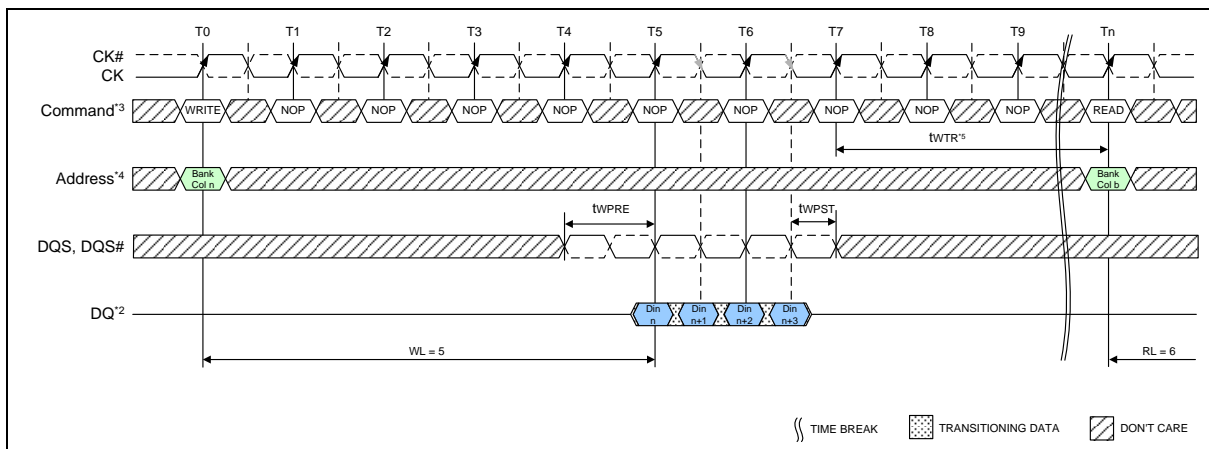 T0 T1 T2 T3 T4 T5 T6 T7 T8 T9 Tn
CK#
CK
Command*3 WRITE NOP NOP NOP NOP NOP NOP NOP NOP NOP READ
tWTR*5
Address*4 Bank Col n Bank Col b
tWPRE tWPST
DQS, DQS#
DQ*2 Din n Din n+1 Din n+2 Din n+3
WL = 5 RL = 6
TIME BREAK TRANSITIONING DATA DON'T CARE